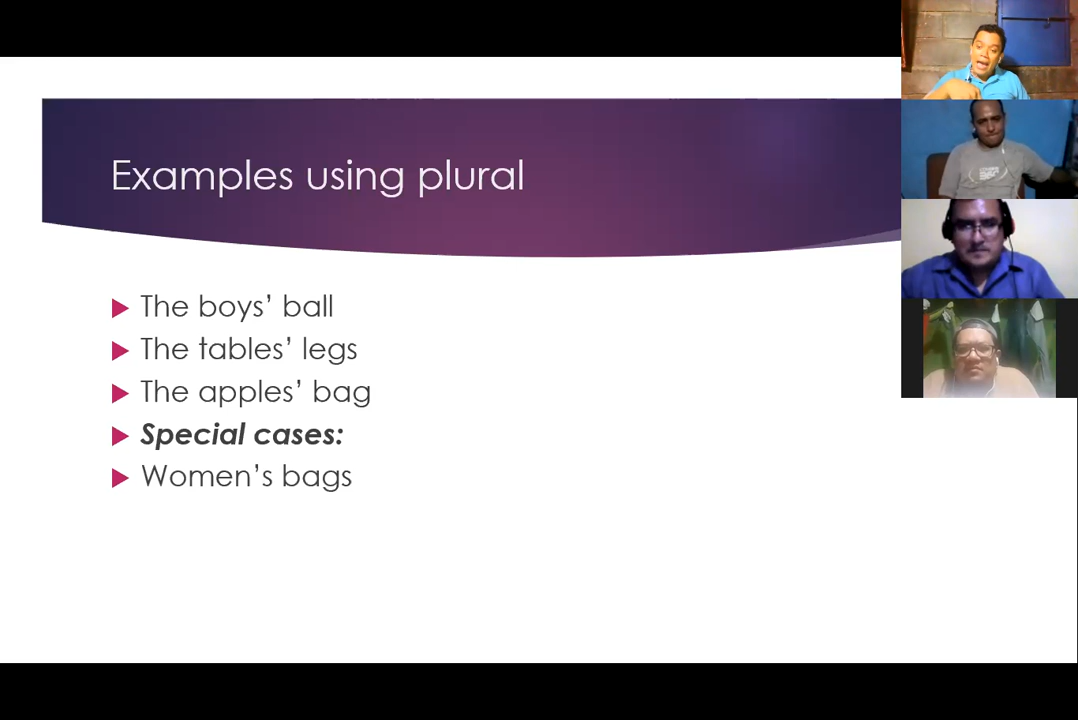 Examples using plural
The boys’ ball
The tables’ legs
The apples’ bag
Special cases:
Women’s bags